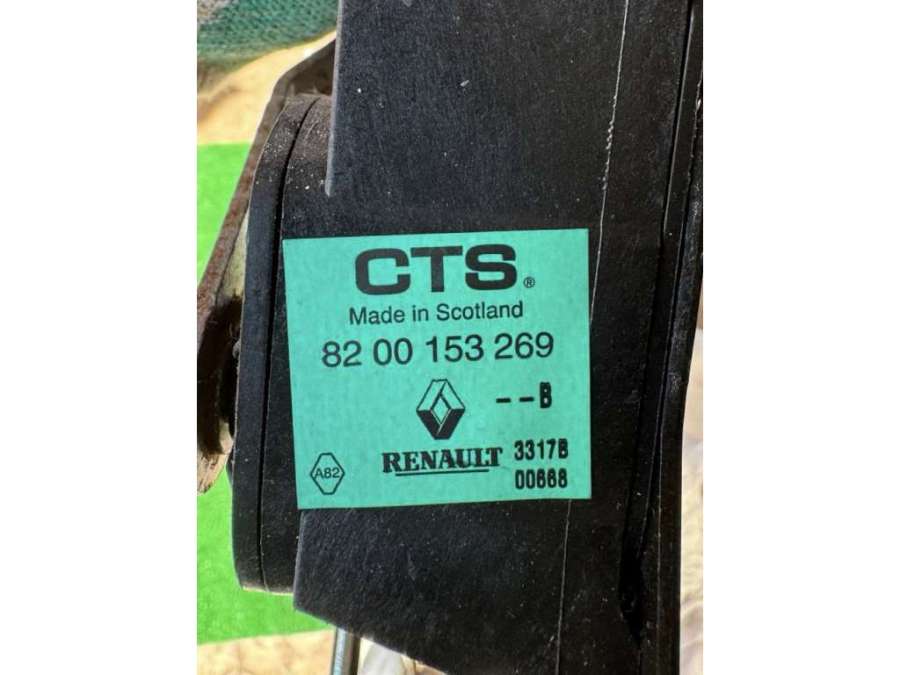 CTS®
Made in Scotland
82 00 153 269
--B
RENAULT 3317B
A82 00668